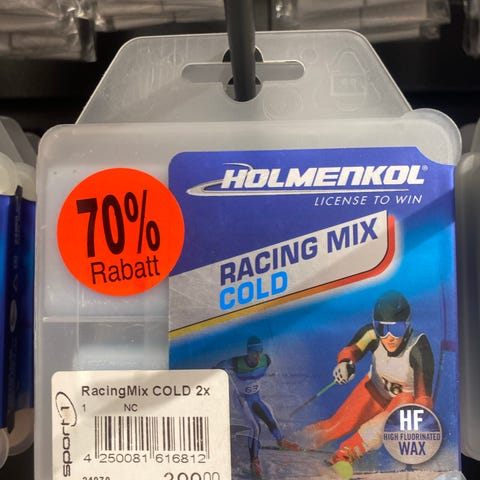 HOLMENKOL
LICENSE TO WIN
RACING MIX
COLD
70%
Rabatt
63
sport1
RacingMix COLD 2x
1 NC
4 250081 616812
HF
HIGH FLUORINATED
WAX